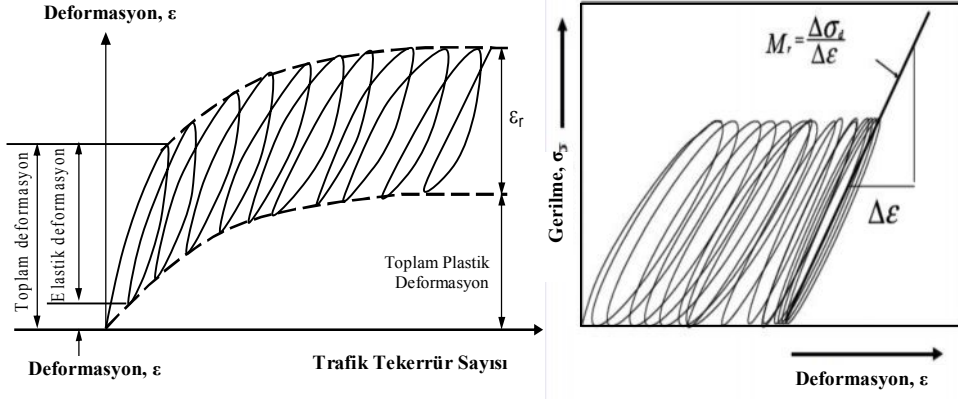 Deformasyon, ε
Toplam deformasyon
Elastik deformasyon
εr
Toplam Plastik
Deformasyon
Deformasyon, ε
Trafik Tekerrür Sayısı
Mr = Δσd
Δε
Gerilme,
Δε
Deformasyon, ε